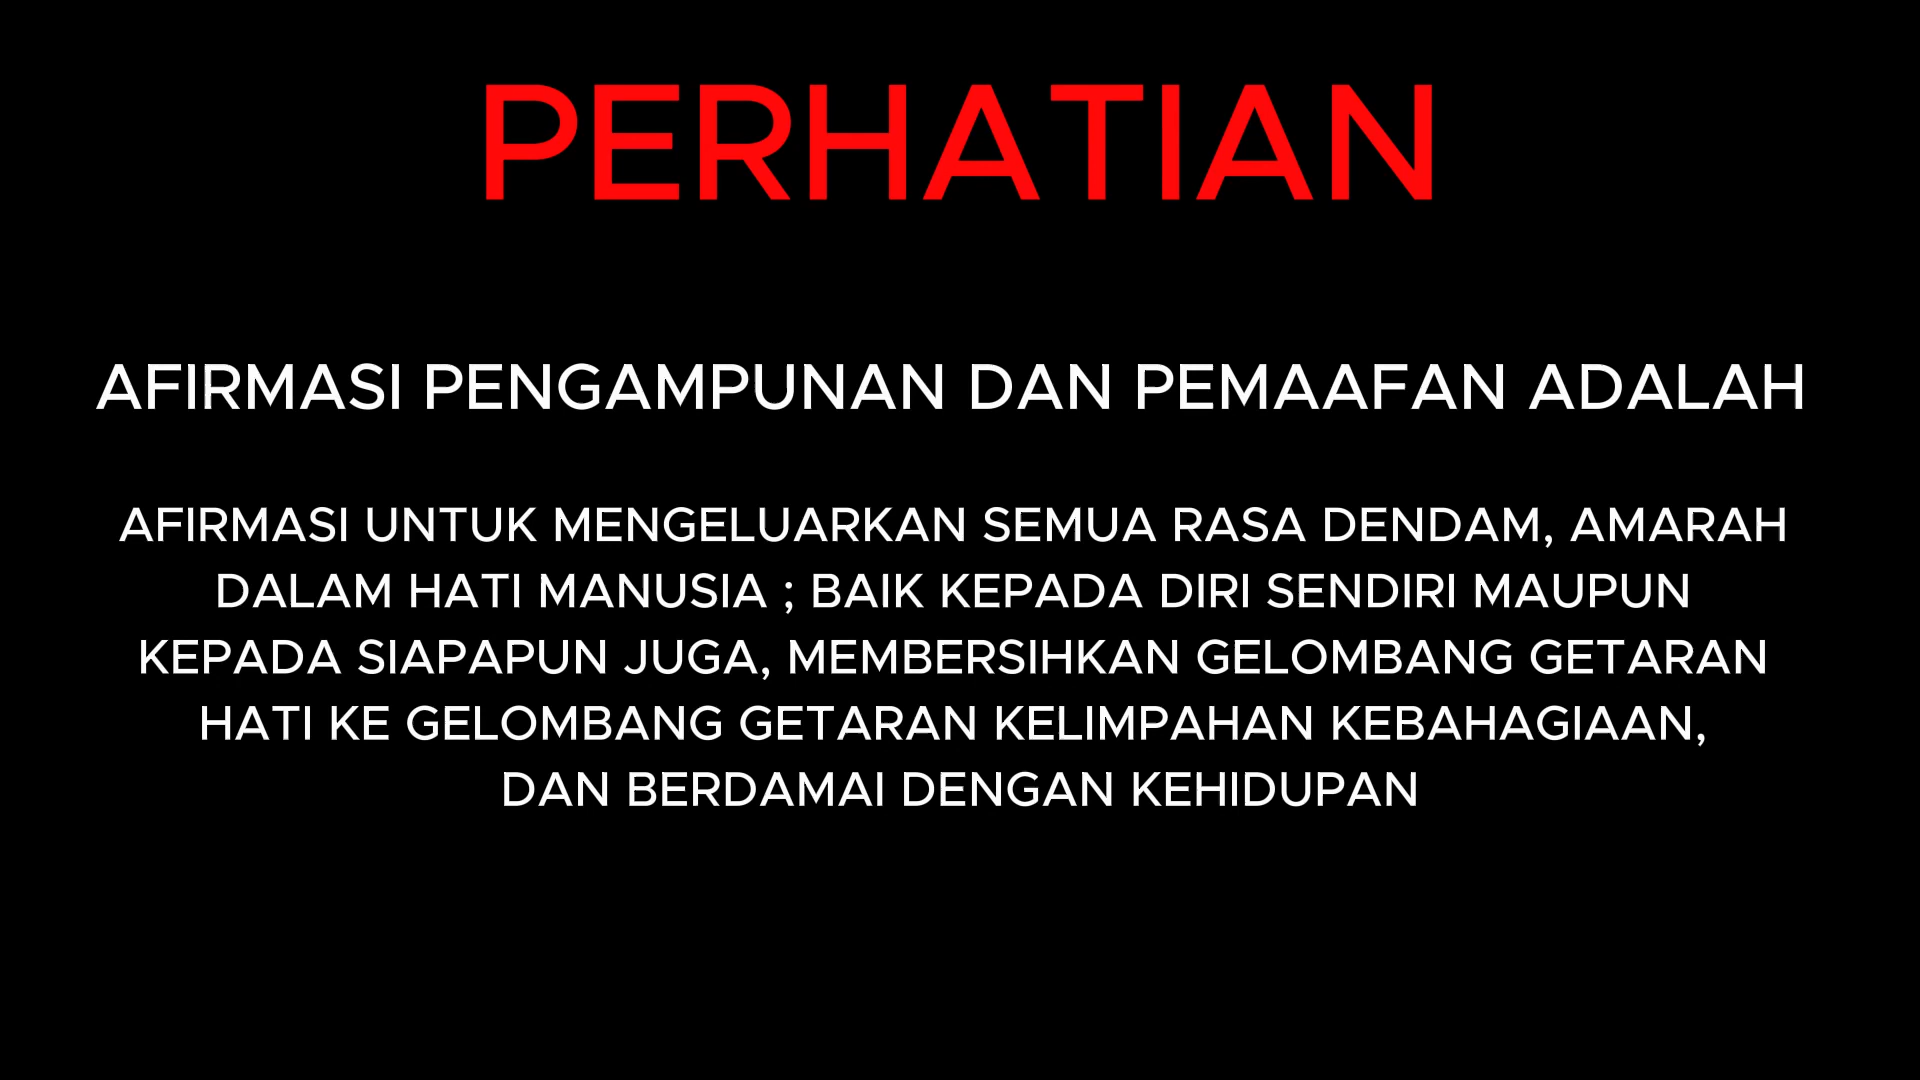 PERHATIAN
AFIRMASI PENGAMPUNAN DAN PEMAAFAN ADALAH
AFIRMASI UNTUK MENGELUARKAN SEMUA RASA DENDAM, AMARAH
DALAM HATI MANUSIA ; BAIK KEPADA DIRI SENDIRI MAUPUN
KEPADA SIAPAPUN JUGA, MEMBERSIHKAN GELOMBANG GETARAN
HATI KE GELOMBANG GETARAN KELIMPAHAN KEBAHAGIAAN,
DAN BERDAMAI DENGAN KEHIDUPAN